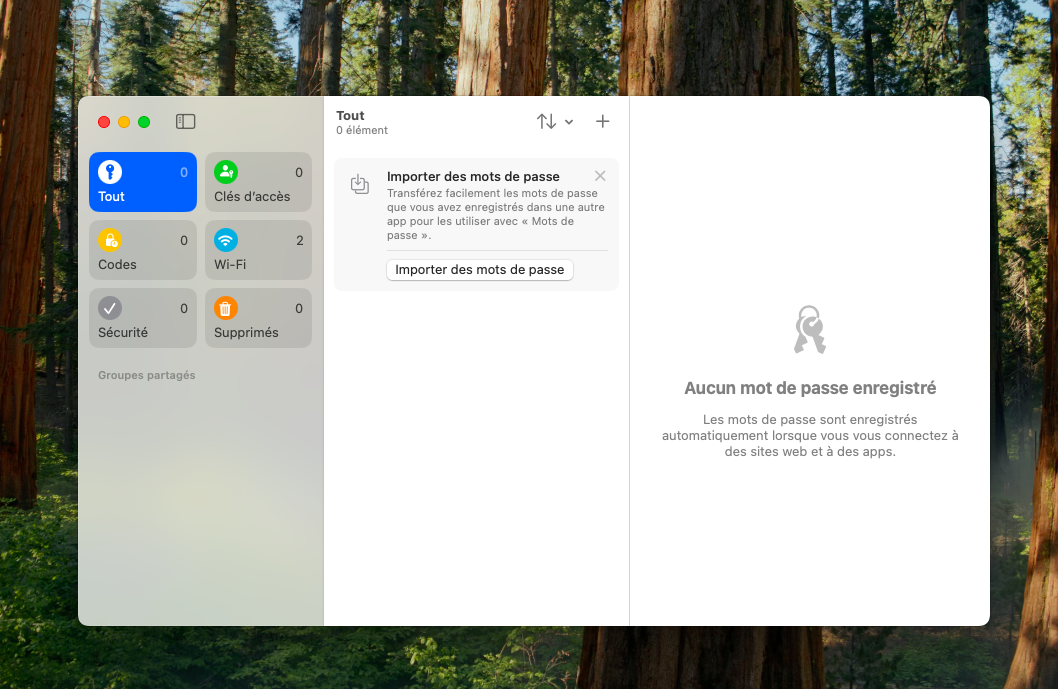 Tout
0 élément
0
Tout
0
Clés d’accès
0
Codes
2
Wi-Fi
0
Sécurité
0
Supprimés
Groupes partagés
Importer des mots de passe
Transférez facilement les mots de passe
que vous avez enregistrés dans une autre
app pour les utiliser avec « Mots de
passe ».
Importer des mots de passe
Aucun mot de passe enregistré
Les mots de passe sont enregistrés
automatiquement lorsque vous vous connectez à
des sites web et à des apps.